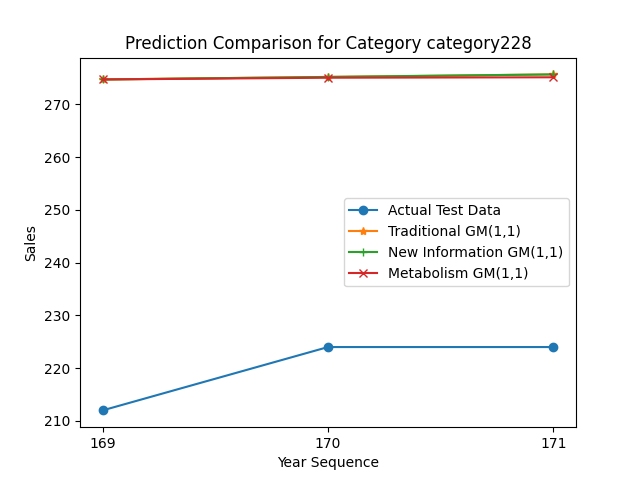 Prediction Comparison for Category category228
270
260
250
240
230
220
210
Sales
Actual Test Data
Traditional GM(1,1)
New Information GM(1,1)
Metabolism GM(1,1)
169
170
171
Year Sequence